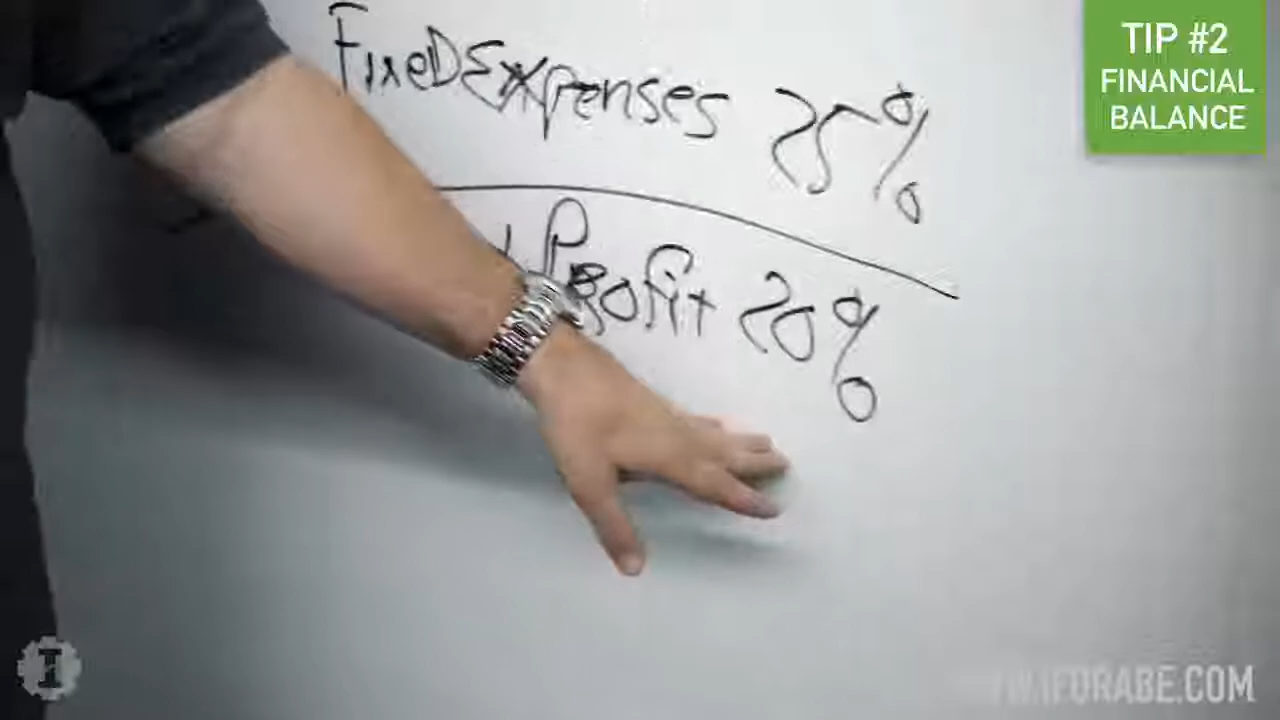 TIP #2
FINANCIAL
BALANCE
FixeD Expenses 25%
Profit 20%
I